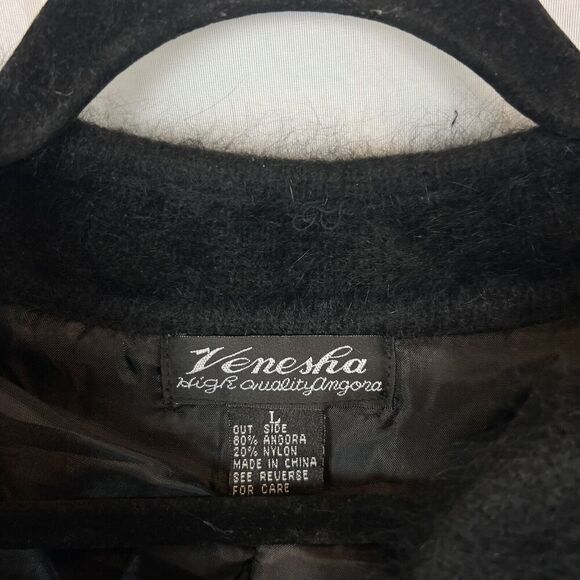 Venesha
High Quality Angora
L
OUT SIDE
80% ANGORA
20% NYLON
MADE IN CHINA
SEE REVERSE
FOR CARE